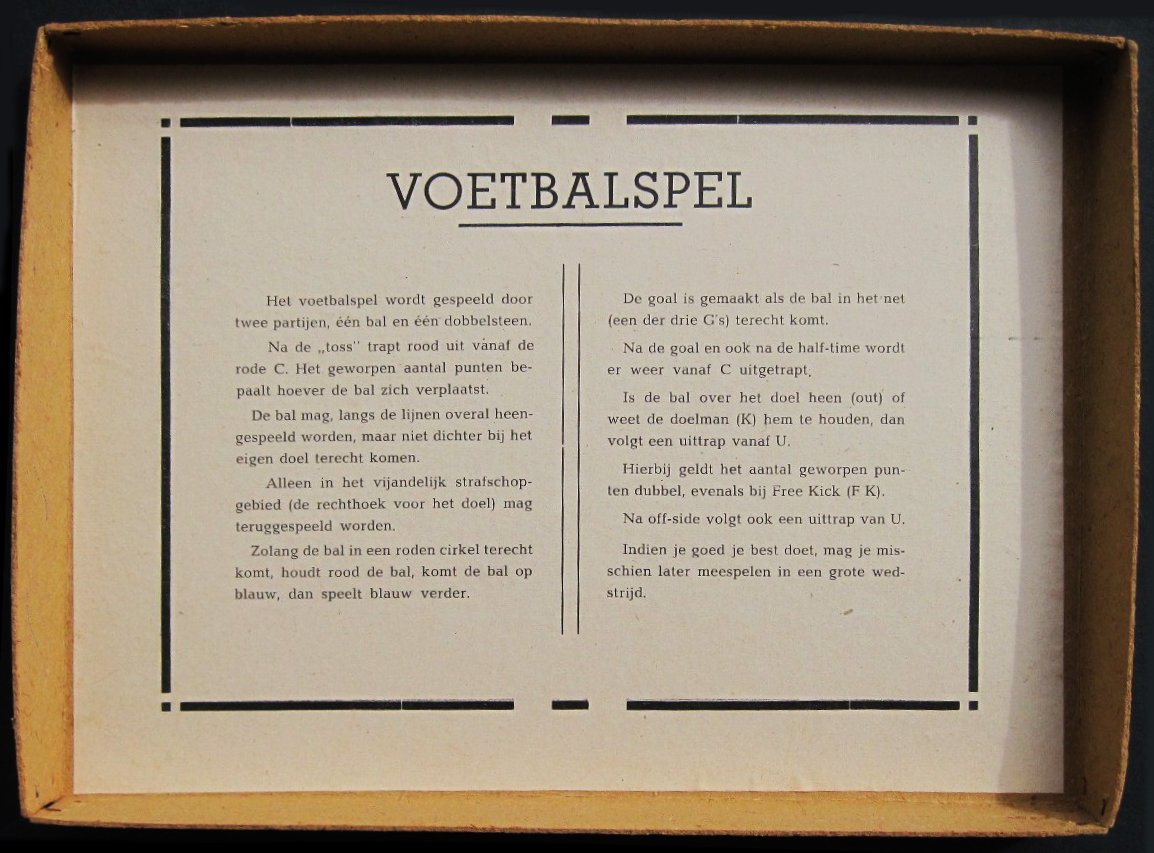 VOETBALSPEL
Het voetbalspel wordt gespeeld door
twee partijen, één bal en één dobbelsteen.
Na de „toss" trapt rood uit vanaf de
rode C. Het geworpen aantal punten be-
paalt hoever de bal zich verplaatst.
De bal mag, langs de lijnen overal heen-
gespeeld worden, maar niet dichter bij het
eigen doel terecht komen.
Alleen in het vijandelijk strafschop-
gebied (de rechthoek voor het doel) mag
teruggespeeld worden.
Zolang de bal in een roden cirkel terecht
komt, houdt rood de bal, komt de bal op
blauw, dan speelt blauw verder.
De goal is gemaakt als de bal in het net
(een der drie G's) terecht komt.
Na de goal en ook na de half-time wordt
er weer vanaf C uitgetrapt.
Is de bal over het doel heen (out) of
weet de doelman (K) hem te houden, dan
volgt een uittrap vanaf U.
Hierbij geldt het aantal geworpen pun-
ten dubbel, evenals bij Free Kick (F K).
Na off-side volgt ook een uittrap van U.
Indien je goed je best doet, mag je mis-
schien later meespelen in een grote wed-
strijd.